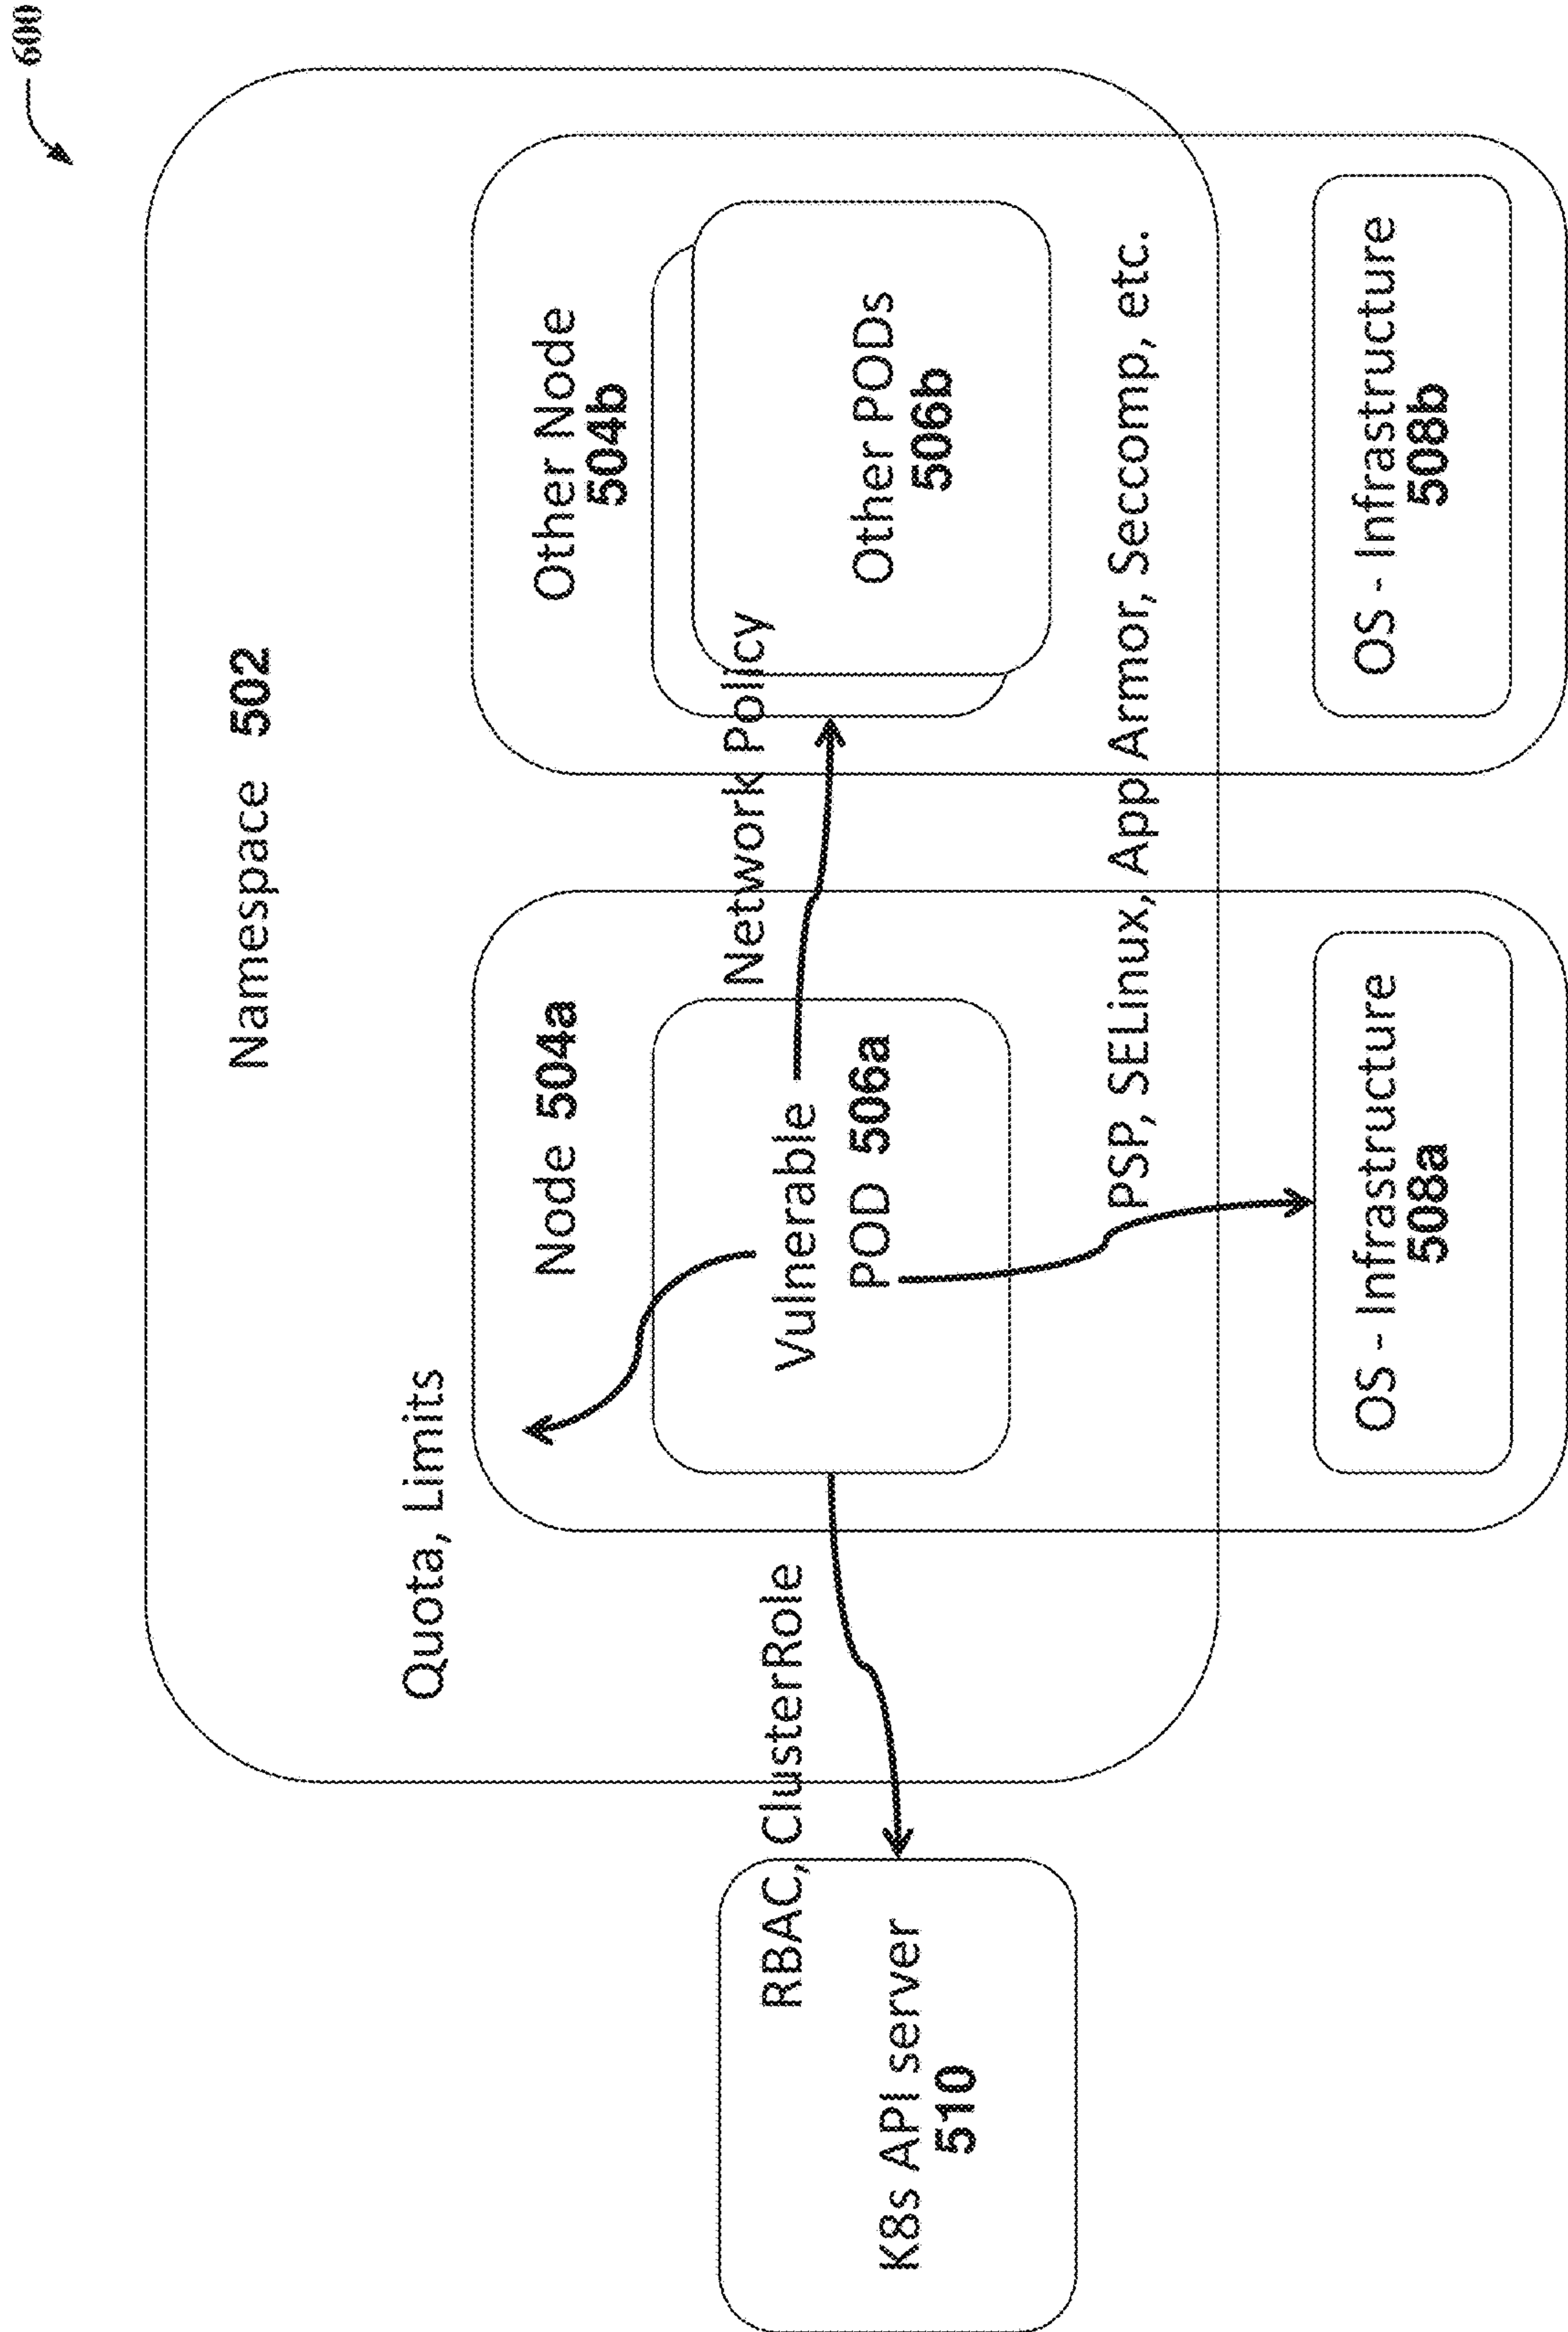 600
Namespace 502
Quota, Limits
Node 504a
Other Node
504b
Network Policy
RBAC, ClusterRole
Vulnerable
POD 506a
Other PODs
506b
K8s API server
510
PSP, SELinux, App Armor, Seccomp, etc.
OS - Infrastructure
508a
OS - Infrastructure
508b